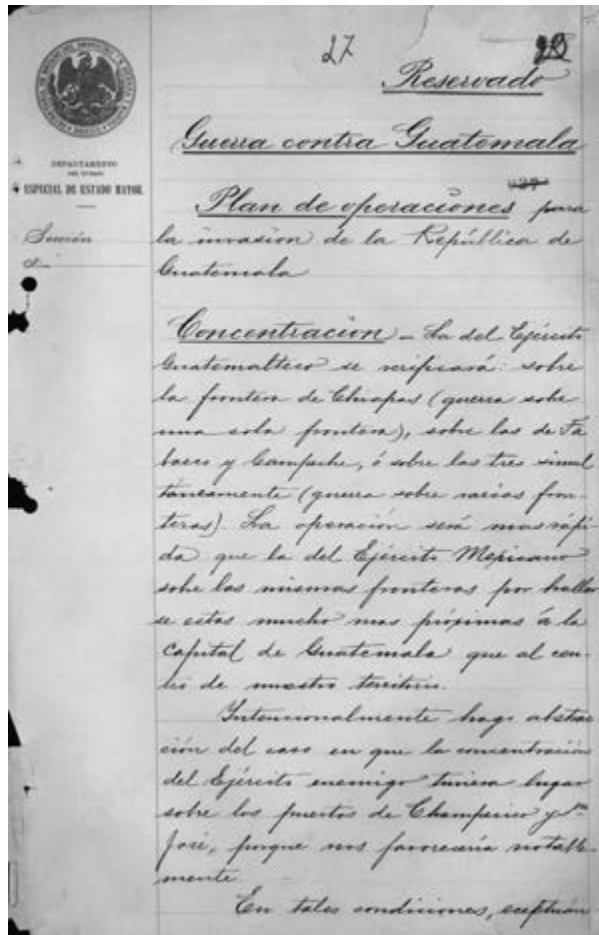 27
Reservado
Guerra contra Guatemala
DEPARTAMENTO
DEL CUERPO
ESPECIAL DE ESTADO MAYOR.
Sección
Plan de operaciones para
la invasion de la República de
Guatemala
Concentración - La del Ejército
Guatemalteco se verificará: sobre
la frontera de Chiapas (guerra sobre
una sola frontera), sobre las de Ta
basco y Campeche, ó sobre las tres simul
táneamente (guerra sobre varias fron-
teras). La operación será mas rápi-
da que la del Ejército Mexicano
sobre las mismas fronteras por hallar
se estas mucho mas próximas á la
Capital de Guatemala que al cen-
tro de nuestro territorio.
Intencionalmente hago abstrac
ción del caso en que la concentración
del Ejército enemigo tuviera lugar
sobre los puertos de Champerico y Sn
José, porque nos favorecería notable-
mente.
En tales condiciones, exceptuan